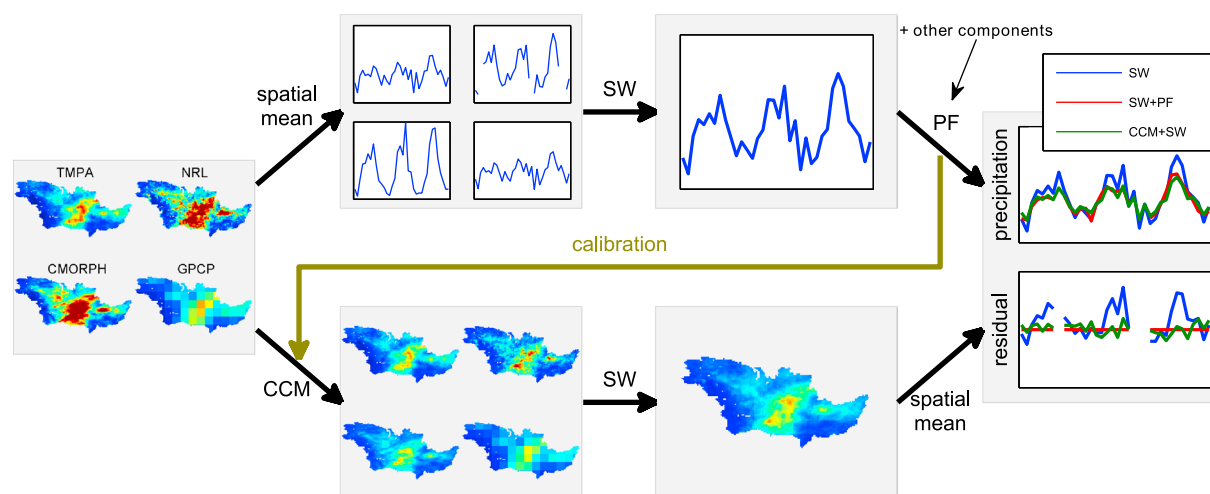 TMPA
NRL
CMORPH
GPCP
spatial
mean
SW
+ other components
PF
calibration
CCM
SW
spatial
mean
SW
SW+PF
CCM+SW
precipitation
residual